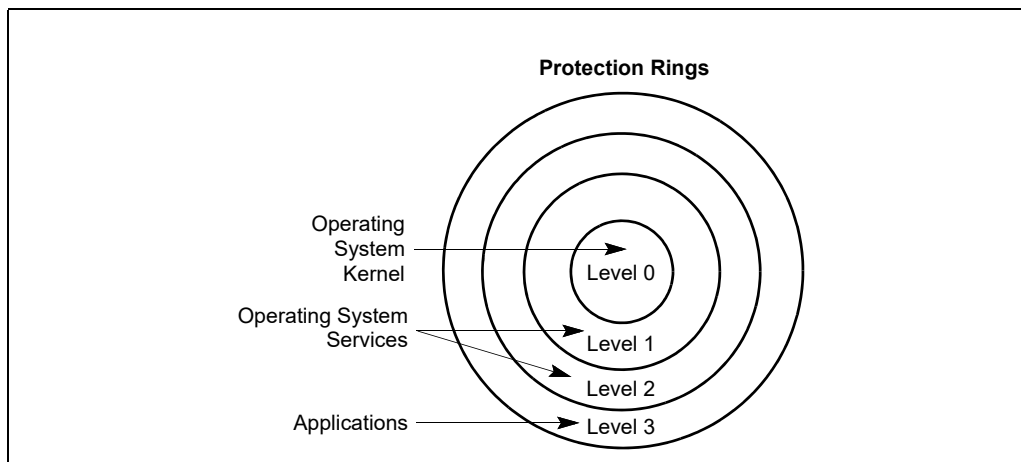 Protection Rings
Operating
System
Kernel
Level 0
Operating System
Services
Level 1
Level 2
Applications
Level 3